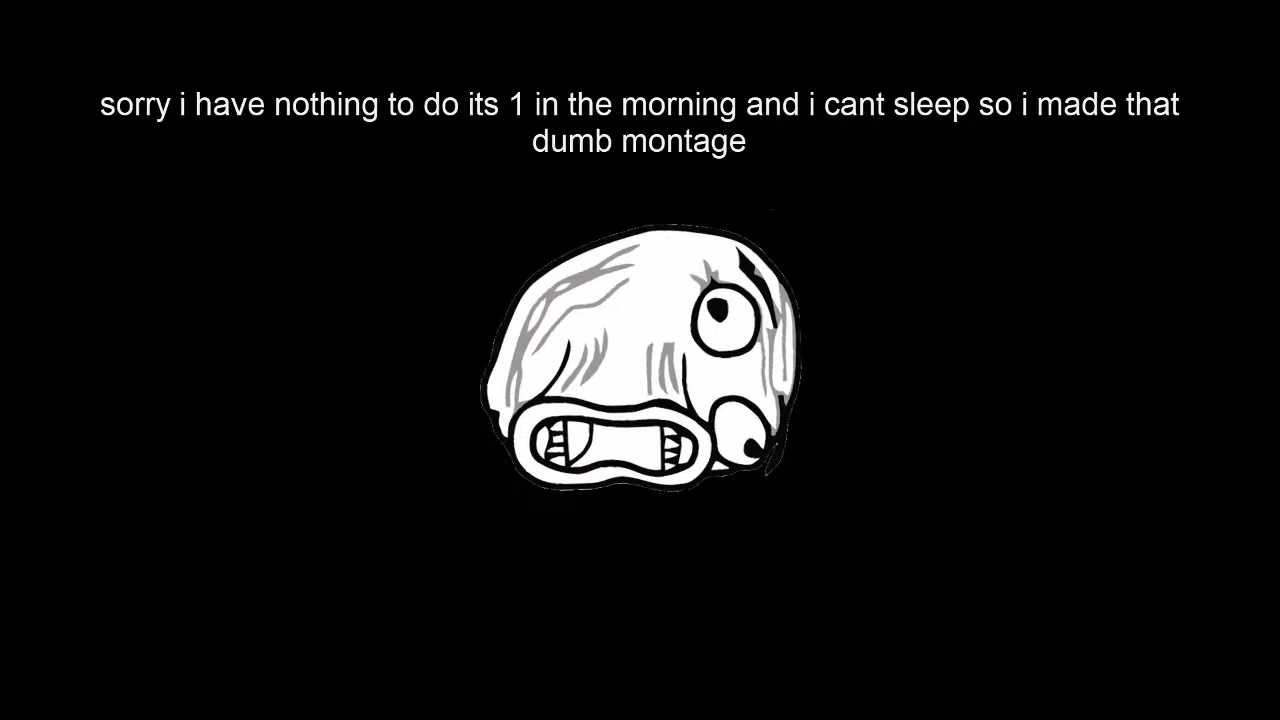 sorry i have nothing to do its 1 in the morning and i cant sleep so i made that
dumb montage